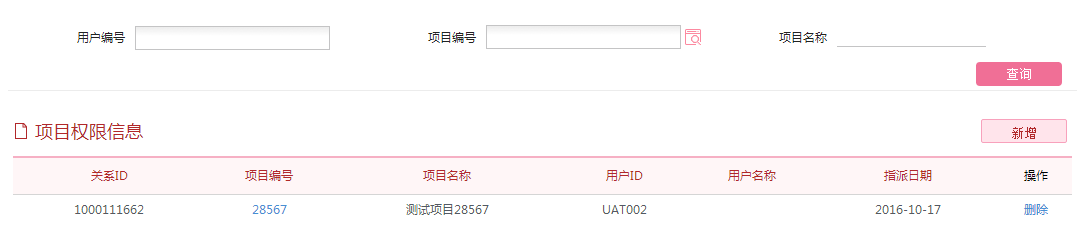 用户编号 项目编号 项目名称
查询
项目权限信息 新增
关系ID 项目编号 项目名称 用户ID 用户名称 指派日期 操作
1000111662 28567 测试项目28567 UAT002 2016-10-17 删除